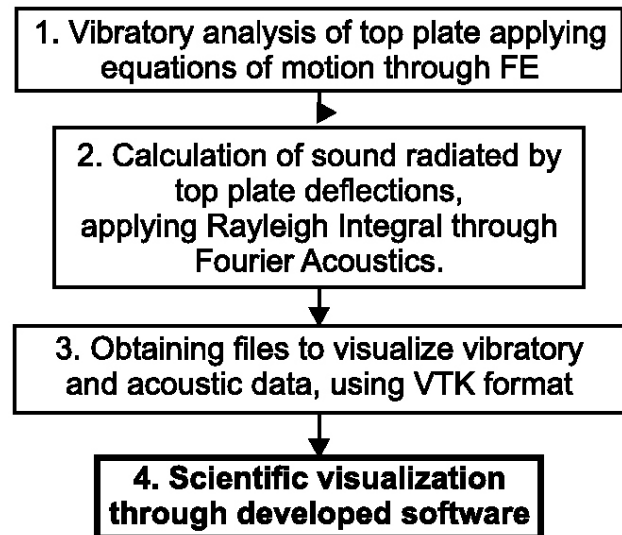 1. Vibratory analysis of top plate applying
equations of motion through FE
2. Calculation of sound radiated by
top plate deflections,
applying Rayleigh Integral through
Fourier Acoustics.
3. Obtaining files to visualize vibratory
and acoustic data, using VTK format
4. Scientific visualization
through developed software